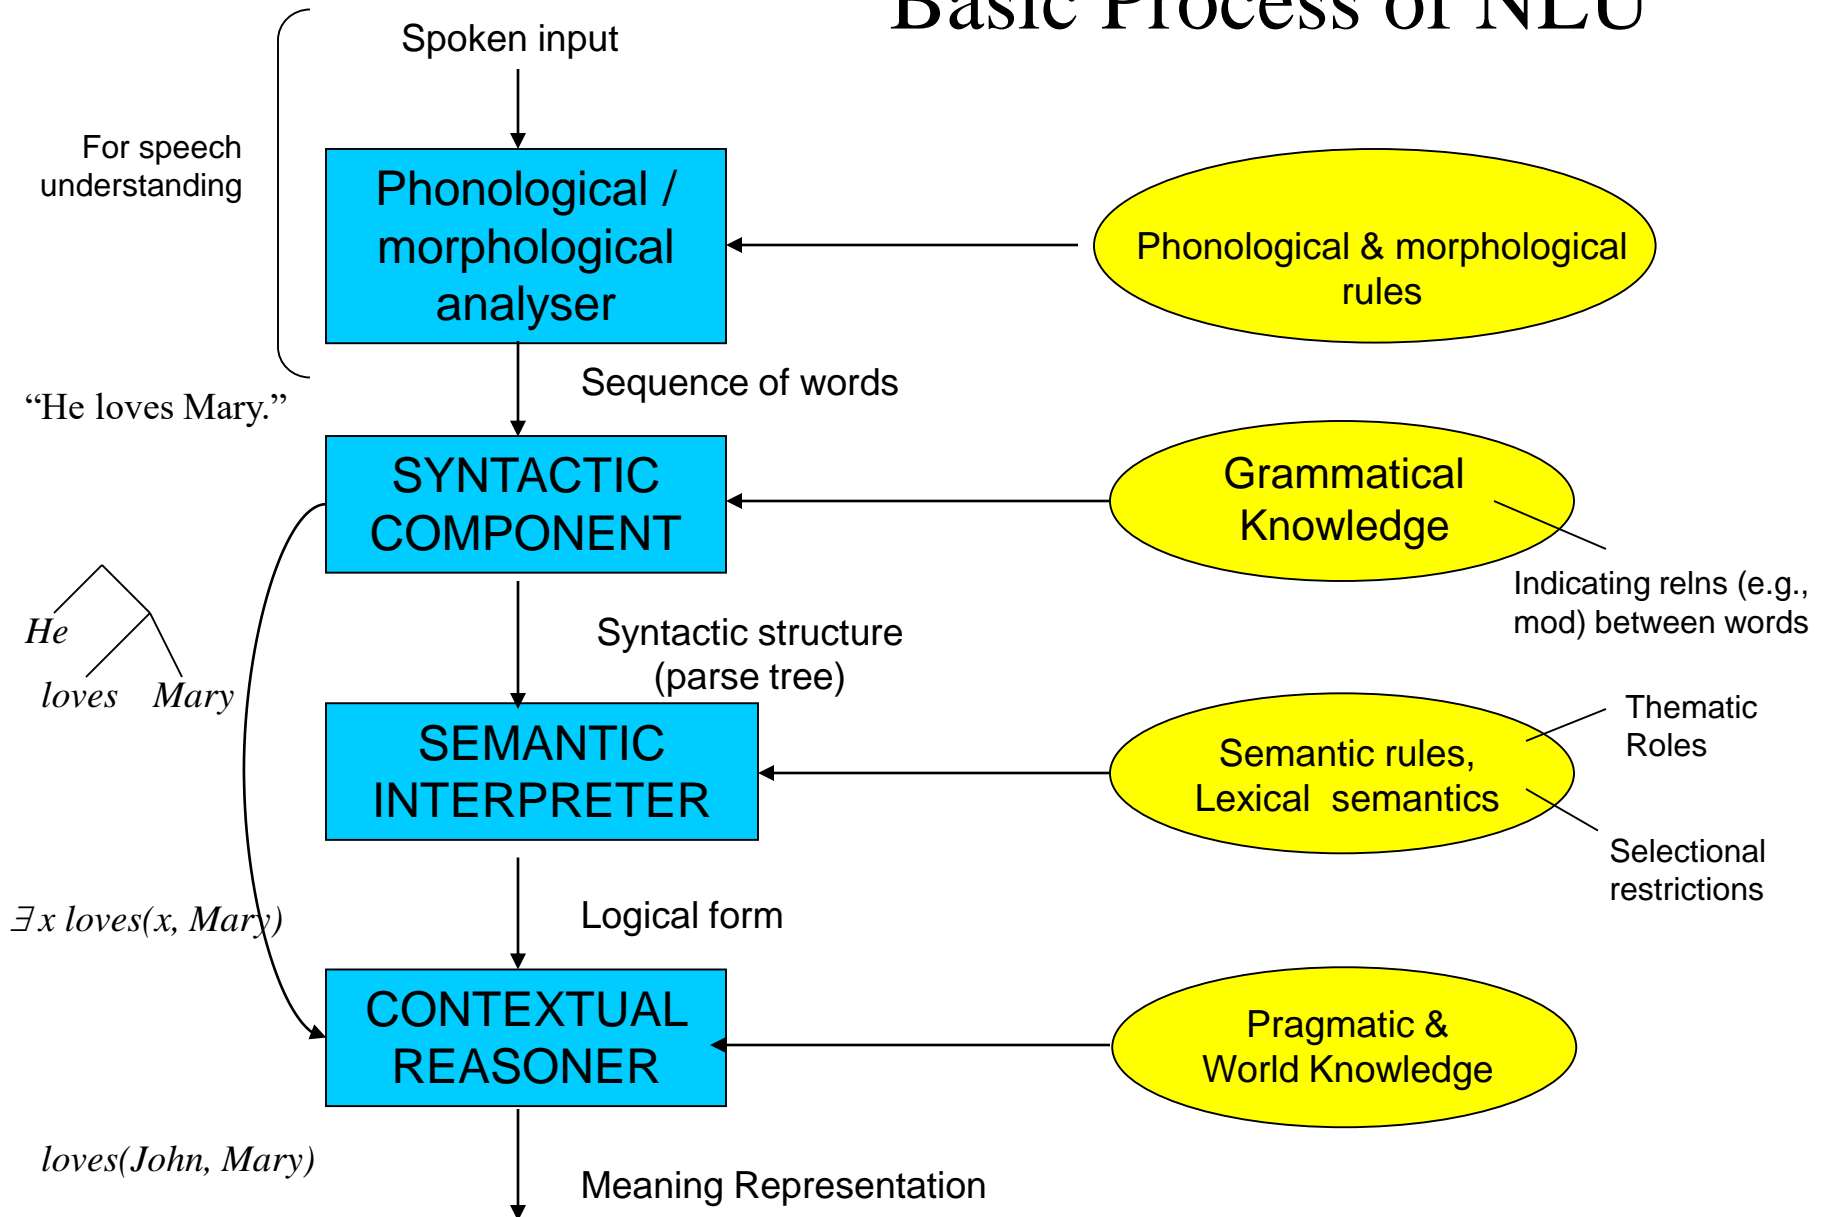 Basic Process of NLU
Spoken input
For speech
understanding
Phonological /
morphological
analyser
Phonological & morphological
rules
Sequence of words
“He loves Mary.”
SYNTACTIC
COMPONENT
Grammatical
Knowledge
Indicating relns (e.g.,
mod) between words
He
loves Mary
Syntactic structure
(parse tree)
SEMANTIC
INTERPRETER
Semantic rules,
Lexical semantics
Thematic
Roles
Selectional
restrictions
∃x loves(x, Mary)
Logical form
CONTEXTUAL
REASONER
Pragmatic &
World Knowledge
loves(John, Mary)
Meaning Representation